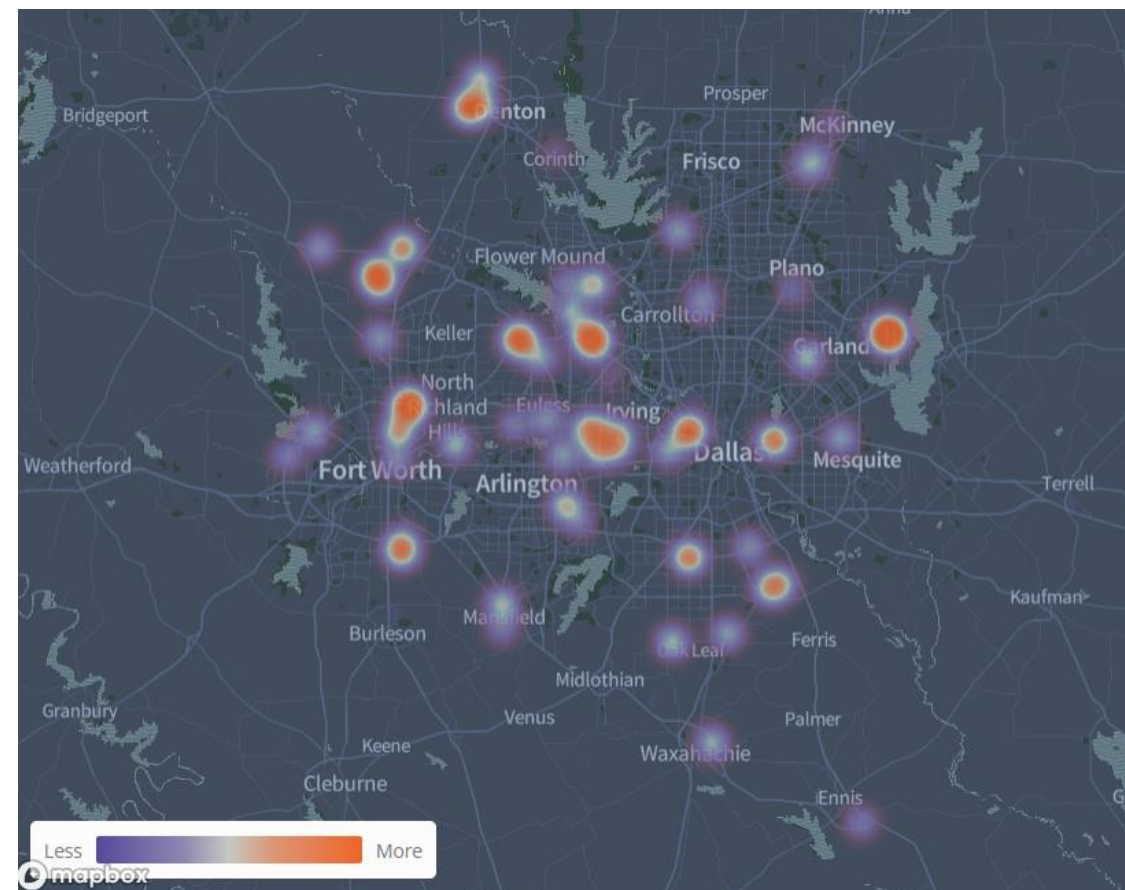 Anna
Bridgeport
Prosper
Denton
McKinney
Corinth
Frisco
Flower Mound
Plano
Carrollton
Keller
Garland
North
Richland
Hills
Euless
Irving
Dallas
Mesquite
Weatherford
Fort Worth
Arlington
Terrell
Kaufman
Mansfield
Burleson
Ferris
Oak Leaf
Midlothian
Granbury
Venus
Palmer
Keene
Waxahachie
Cleburne
Ennis
G
Less
More
mapbox